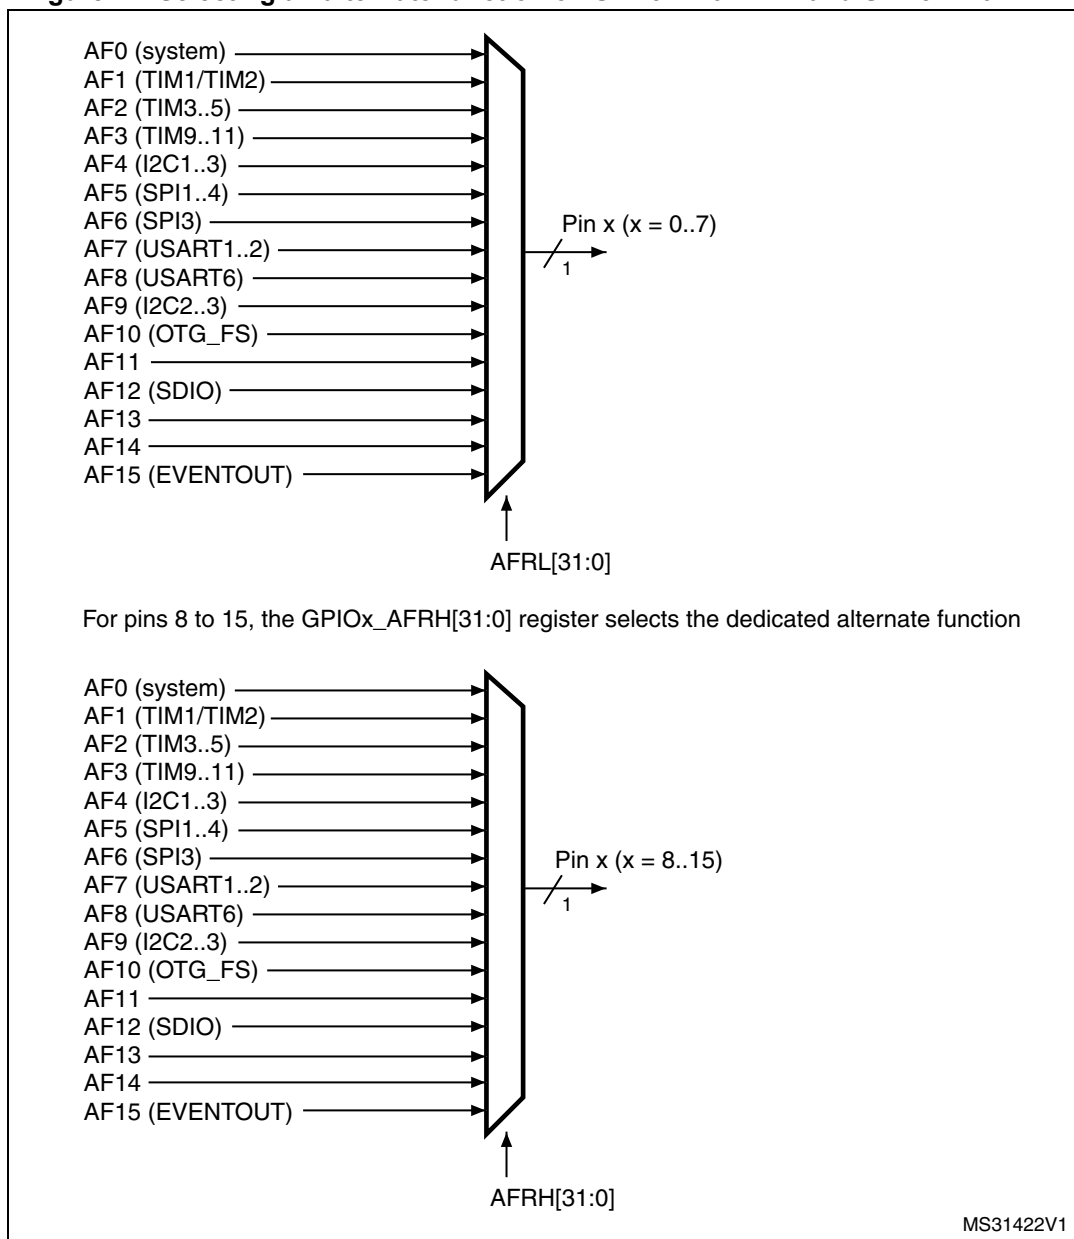 AF0 (system)
AF1 (TIM1/TIM2)
AF2 (TIM3..5)
AF3 (TIM9..11)
AF4 (I2C1..3)
AF5 (SPI1..4)
AF6 (SPI3)
AF7 (USART1..2)
AF8 (USART6)
AF9 (I2C2..3)
AF10 (OTG_FS)
AF11
AF12 (SDIO)
AF13
AF14
AF15 (EVENTOUT)
Pin x (x = 0..7)
1
AFRL[31:0]
For pins 8 to 15, the GPIOx_AFRH[31:0] register selects the dedicated alternate function
AF0 (system)
AF1 (TIM1/TIM2)
AF2 (TIM3..5)
AF3 (TIM9..11)
AF4 (I2C1..3)
AF5 (SPI1..4)
AF6 (SPI3)
AF7 (USART1..2)
AF8 (USART6)
AF9 (I2C2..3)
AF10 (OTG_FS)
AF11
AF12 (SDIO)
AF13
AF14
AF15 (EVENTOUT)
Pin x (x = 8..15)
1
AFRH[31:0]
MS31422V1